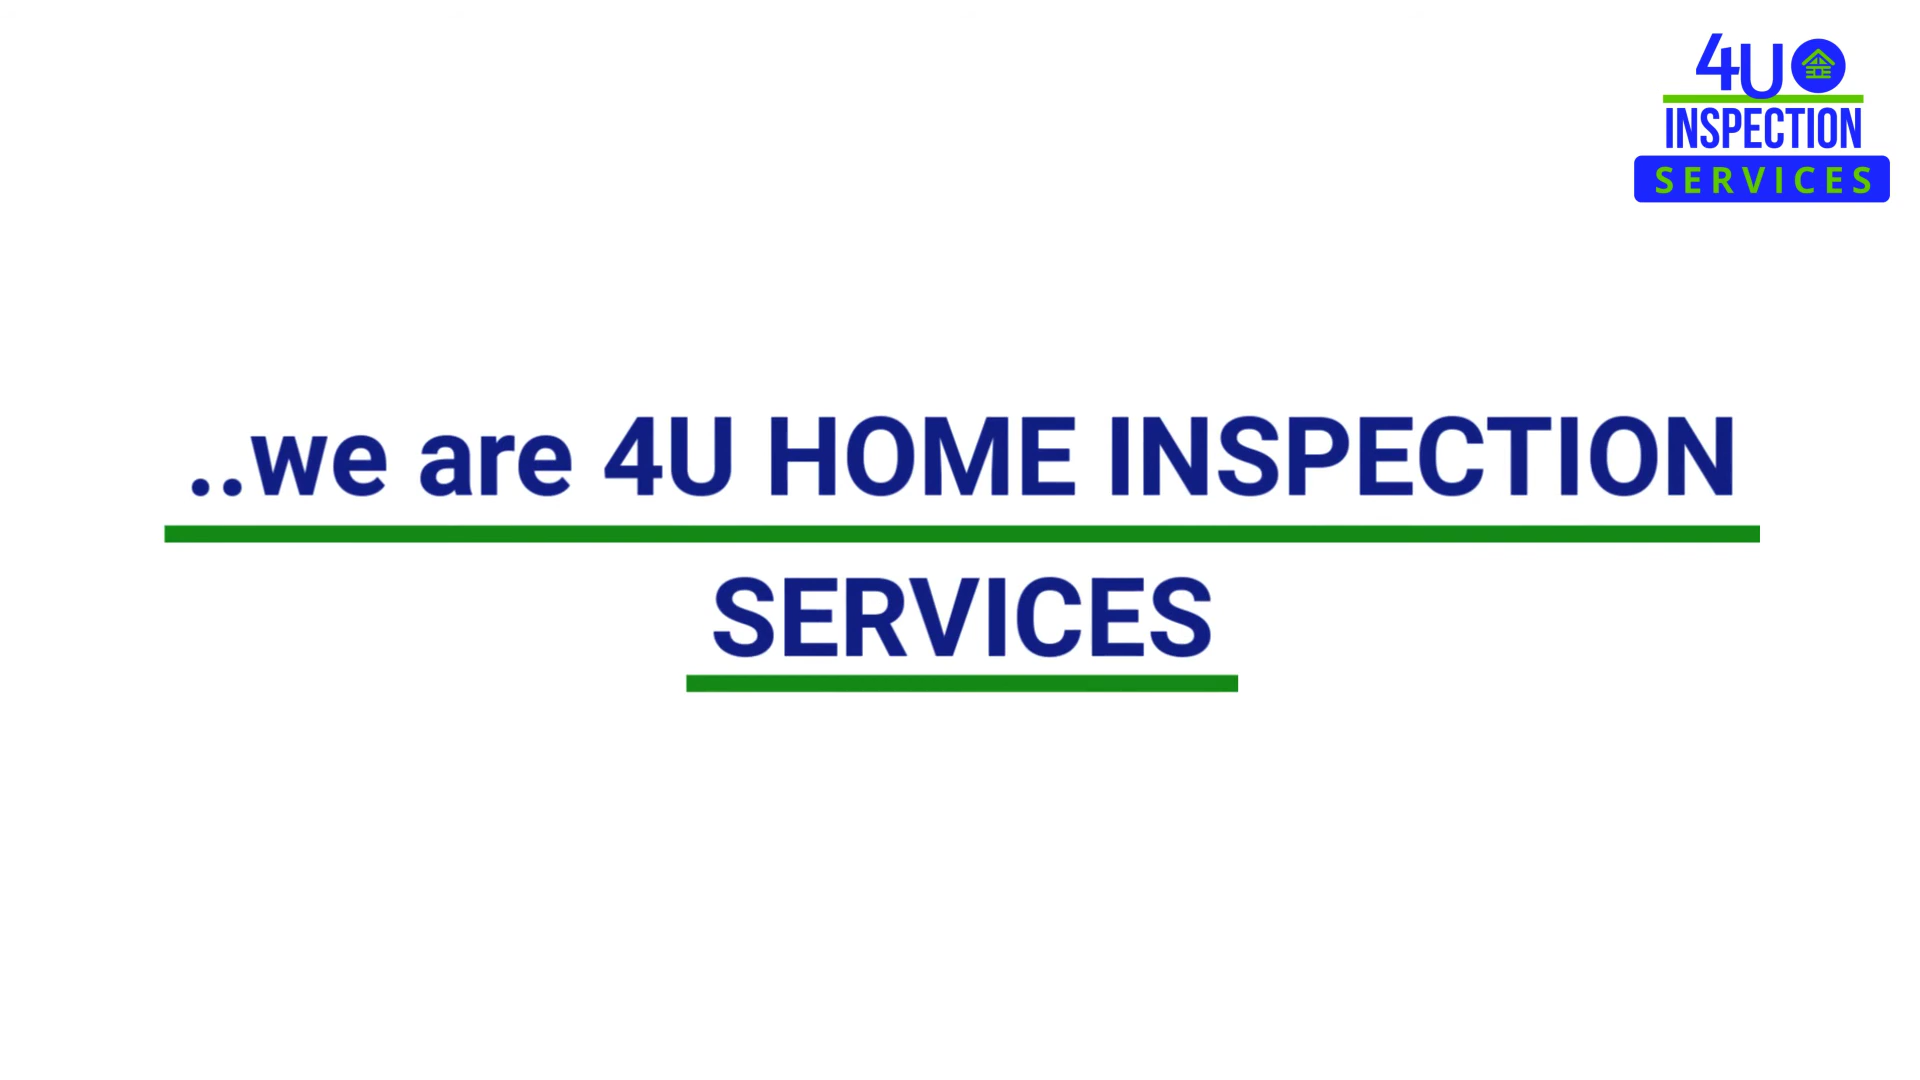 4U
INSPECTION
SERVICES
..we are 4U HOME INSPECTION
SERVICES